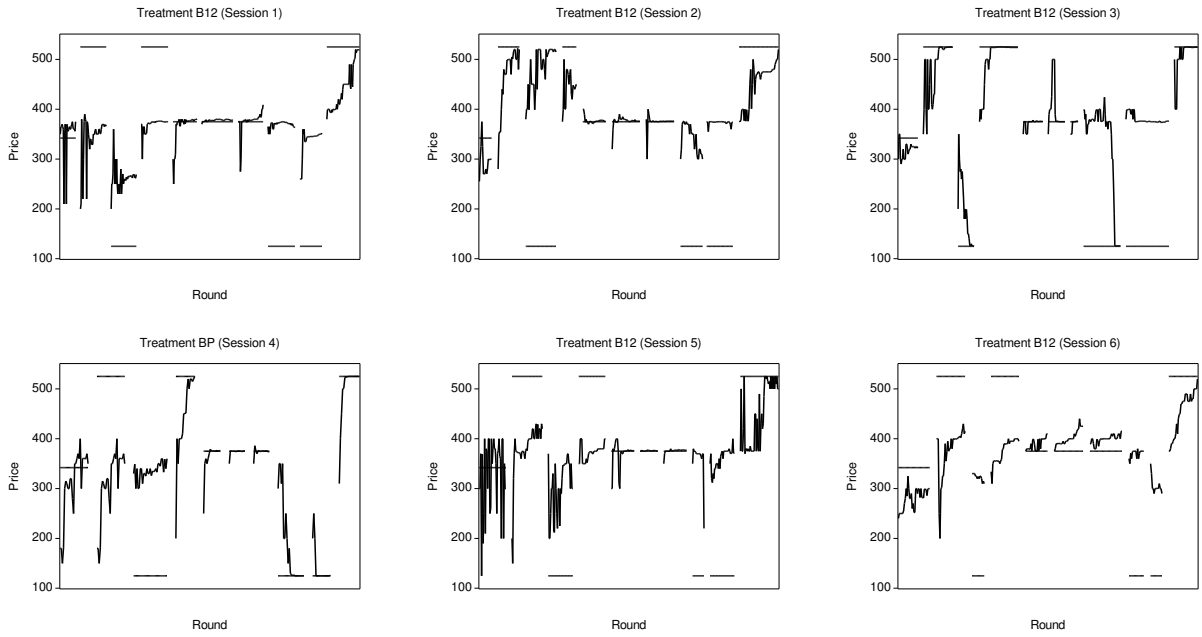 Treatment B12 (Session 1)
500
400
300
200
100
Price
Round
Treatment B12 (Session 2)
500
400
300
200
100
Price
Round
Treatment B12 (Session 3)
500
400
300
200
100
Price
Round
Treatment BP (Session 4)
500
400
300
200
100
Price
Round
Treatment B12 (Session 5)
500
400
300
200
100
Price
Round
Treatment B12 (Session 6)
500
400
300
200
100
Price
Round